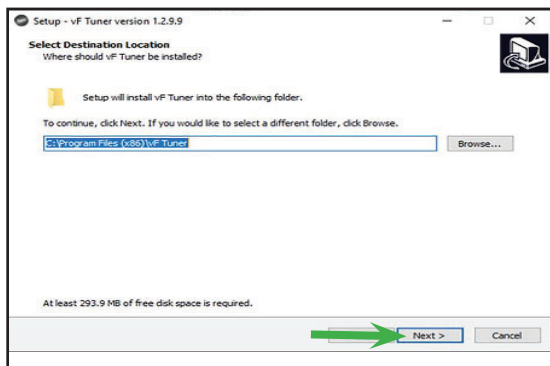 Setup - vF Tuner version 1.2.9.9
Select Destination Location
Where should vF Tuner be installed?
Setup will install vF Tuner into the following folder.
To continue, click Next. If you would like to select a different folder, click Browse.
C:\Program Files (x86)\vF Tuner
Browse...
At least 293.9 MB of free disk space is required.
Next >
Cancel